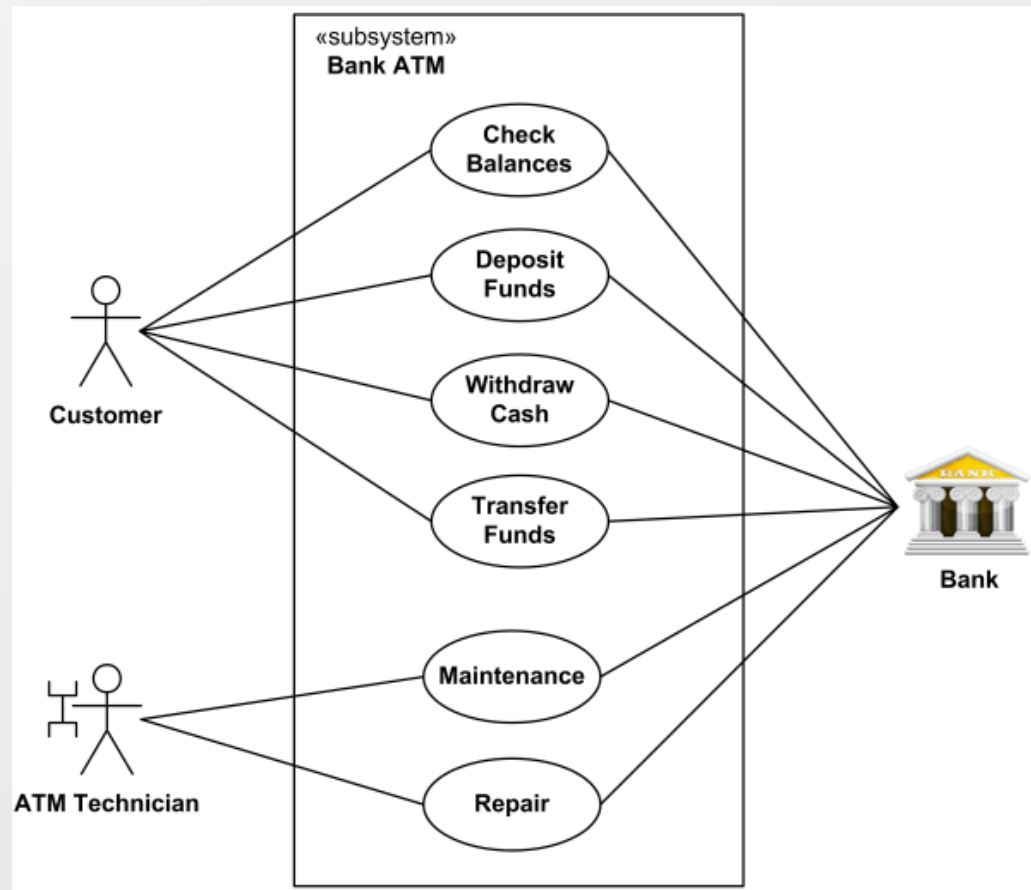 «subsystem»
Bank ATM
Check
Balances
Deposit
Funds
Withdraw
Cash
Customer
Transfer
Funds
BANK
Bank
Maintenance
ATM Technician
Repair